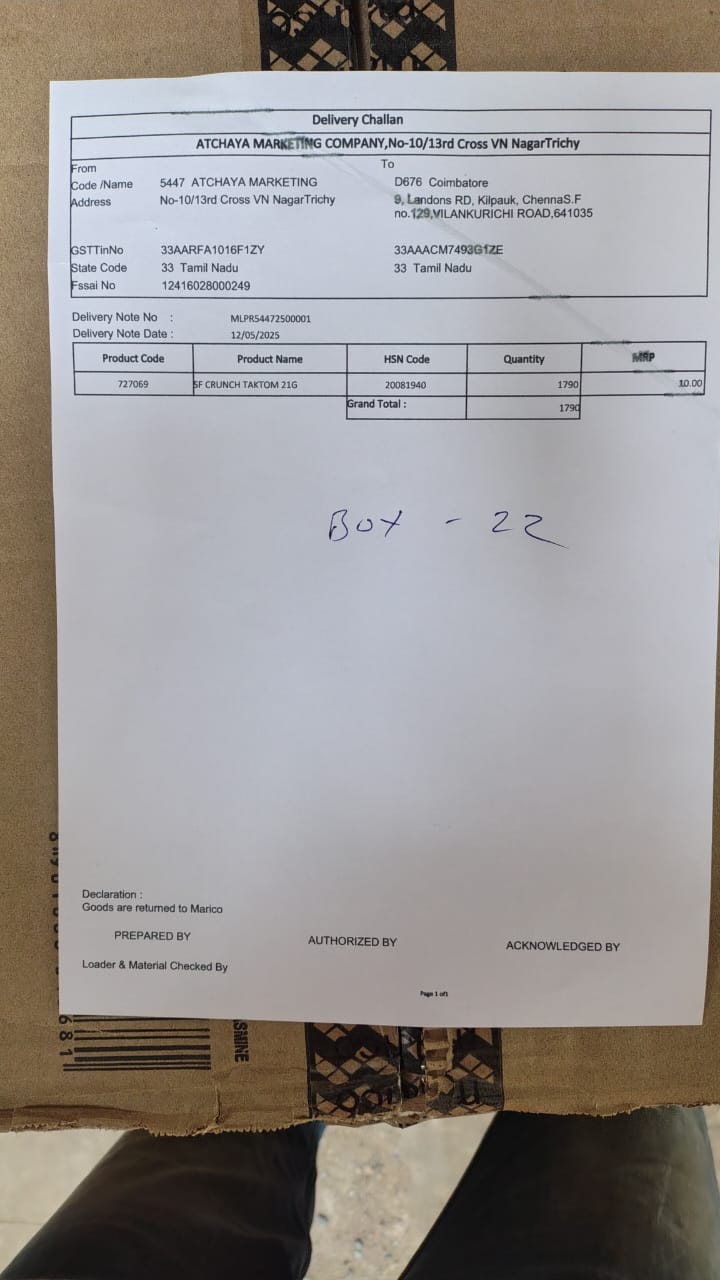 Delivery Challan
ATCHAYA MARKETING COMPANY,No-10/13rd Cross VN NagarTrichy
From To
Code /Name 5447 ATCHAYA MARKETING D676 Coimbatore
Address No-10/13rd Cross VN NagarTrichy 9, Landons RD, Kilpauk, ChennaS.F
no.129,VILANKURICHI ROAD,641035
GSTTinNo 33AARFA1016F1ZY 33AAACM7493G1ZE
State Code 33 Tamil Nadu 33 Tamil Nadu
Fssai No 12416028000249
Delivery Note No : MLPR54472500001
Delivery Note Date : 12/05/2025
Product Code Product Name HSN Code Quantity MRP
727069 SF CRUNCH TAKTOM 21G 20081940 1790 10.00
Grand Total : 1790
Box - 22
Declaration :
Goods are returned to Marico
PREPARED BY AUTHORIZED BY ACKNOWLEDGED BY
Loader & Material Checked By
Page 1 of1
681